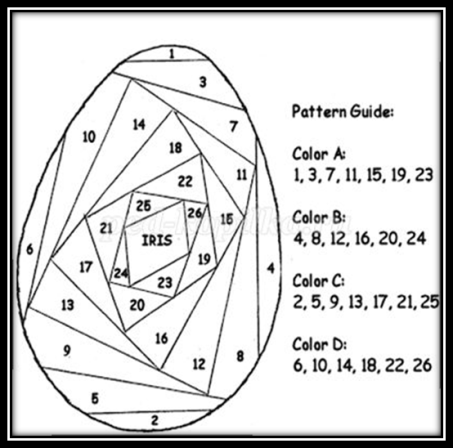 1
3
Pattern Guide:
10
14
7
Color A:
18
11
1, 3, 7, 11, 15, 19, 23
22
25
26
15
Color B:
21
IRIS
4, 8, 12, 16, 20, 24
6
17
24
23
19
4
Color C:
13
20
2, 5, 9, 13, 17, 21, 25
9
16
12
8
Color D:
6, 10, 14, 18, 22, 26
5
2